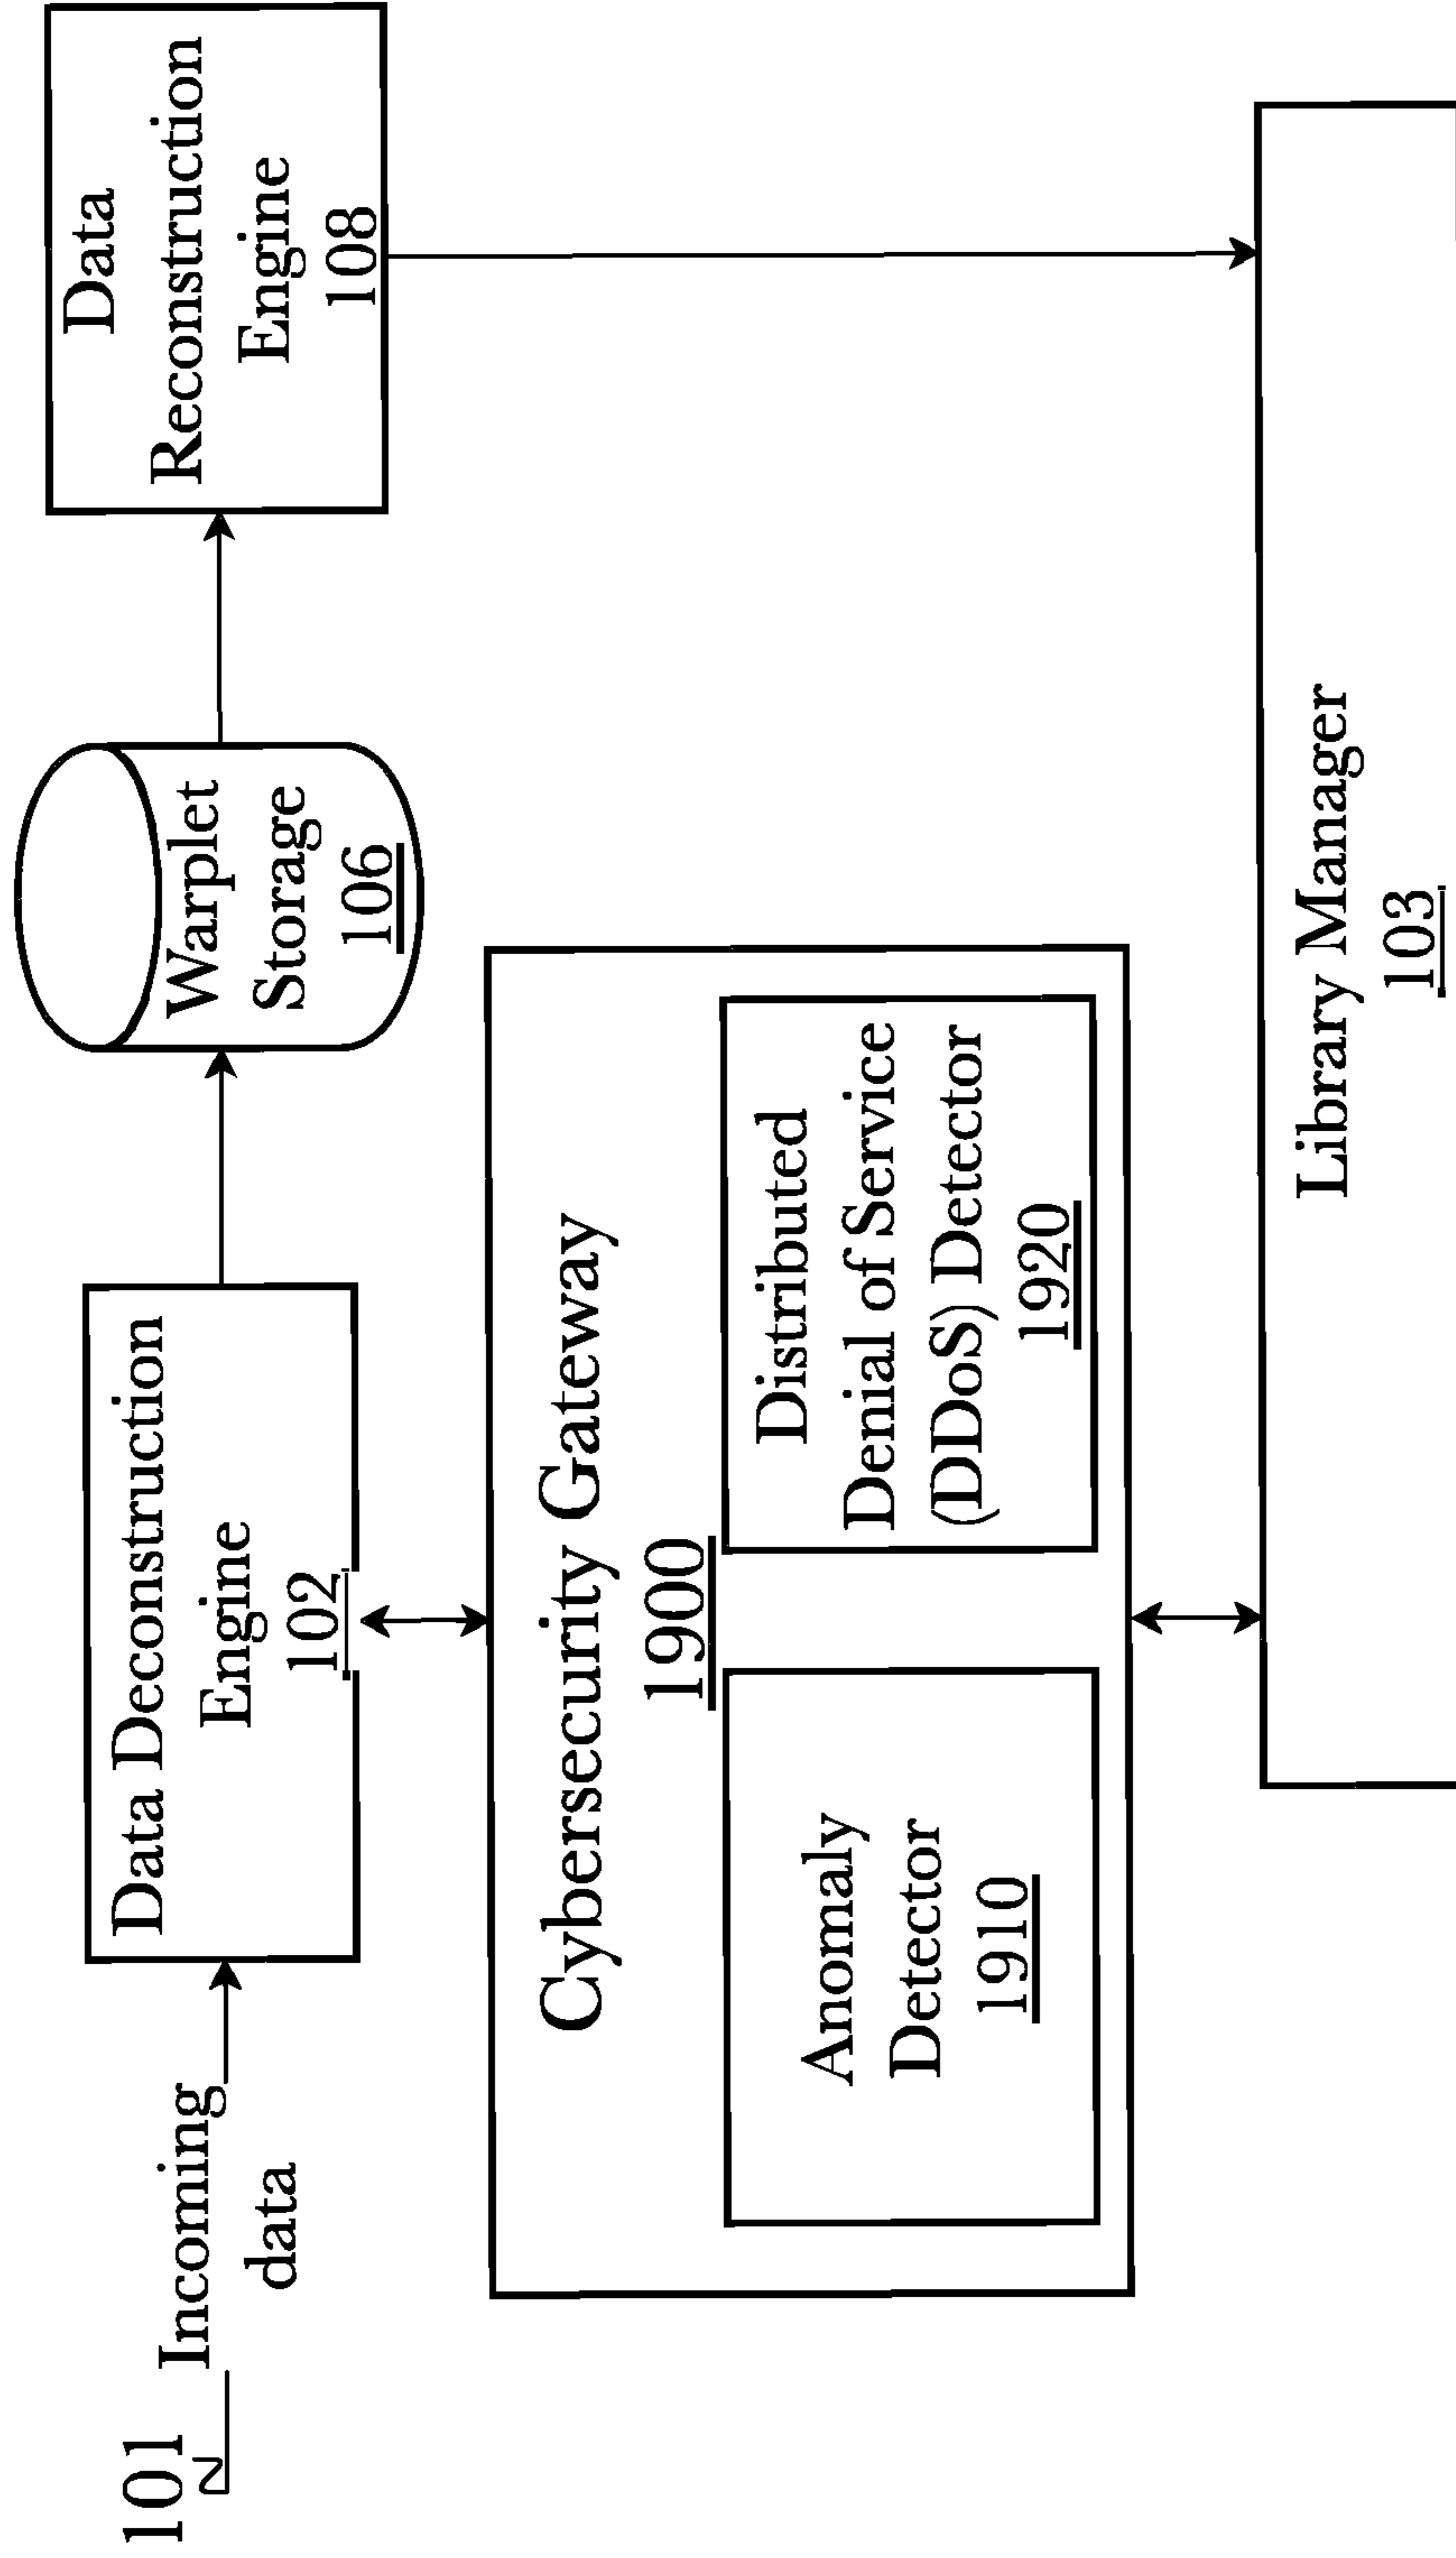 101
Incoming
data
Data Deconstruction
Engine
102
Warplet
Storage
106
Data
Reconstruction
Engine
108
Cybersecurity Gateway
1900
Anomaly
Detector
1910
Distributed
Denial of Service
(DDoS) Detector
1920
Library Manager
103